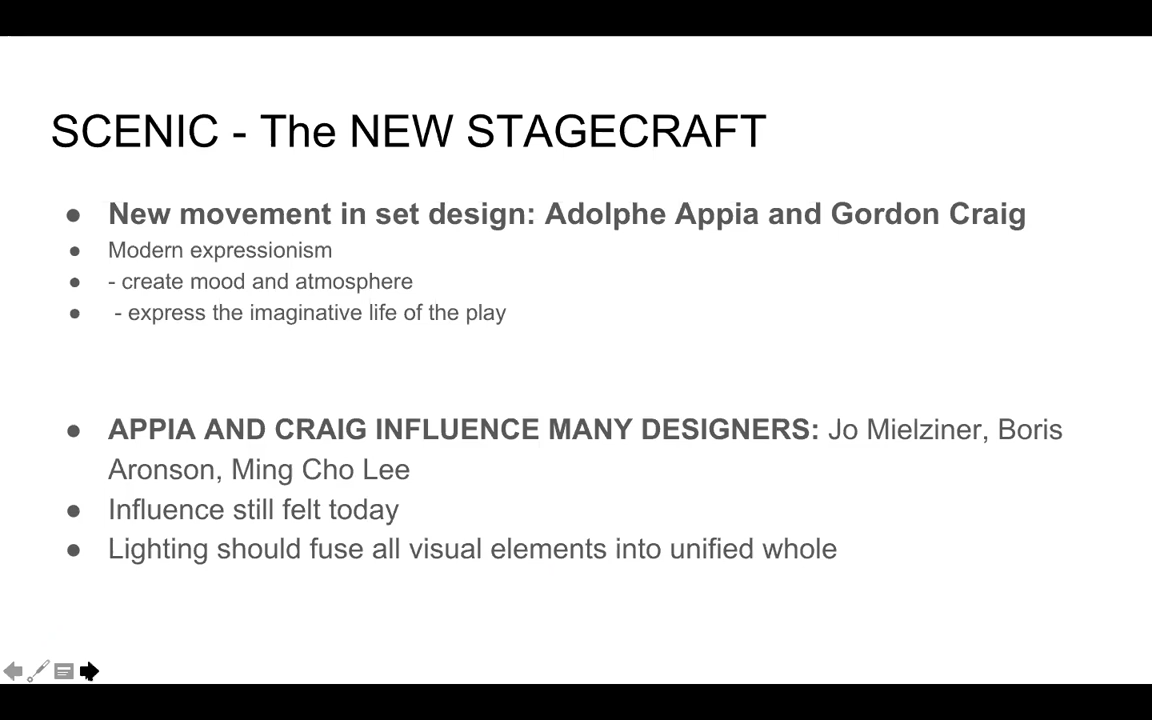 SCENIC - The NEW STAGECRAFT
● New movement in set design: Adolphe Appia and Gordon Craig
● Modern expressionism
● - create mood and atmosphere
● - express the imaginative life of the play
● APPIA AND CRAIG INFLUENCE MANY DESIGNERS: Jo Mielziner, Boris
Aronson, Ming Cho Lee
● Influence still felt today
● Lighting should fuse all visual elements into unified whole